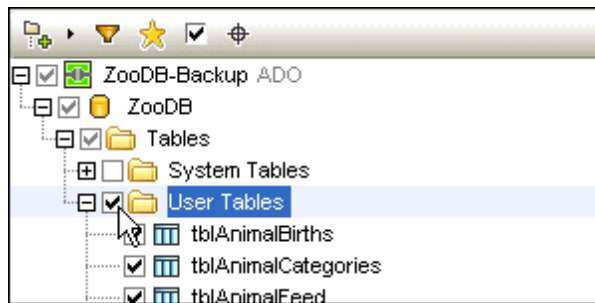 ZooDB-Backup ADO
ZooDB
Tables
System Tables
User Tables
tblAnimalBirths
tblAnimalCategories
tblAnimalFeed